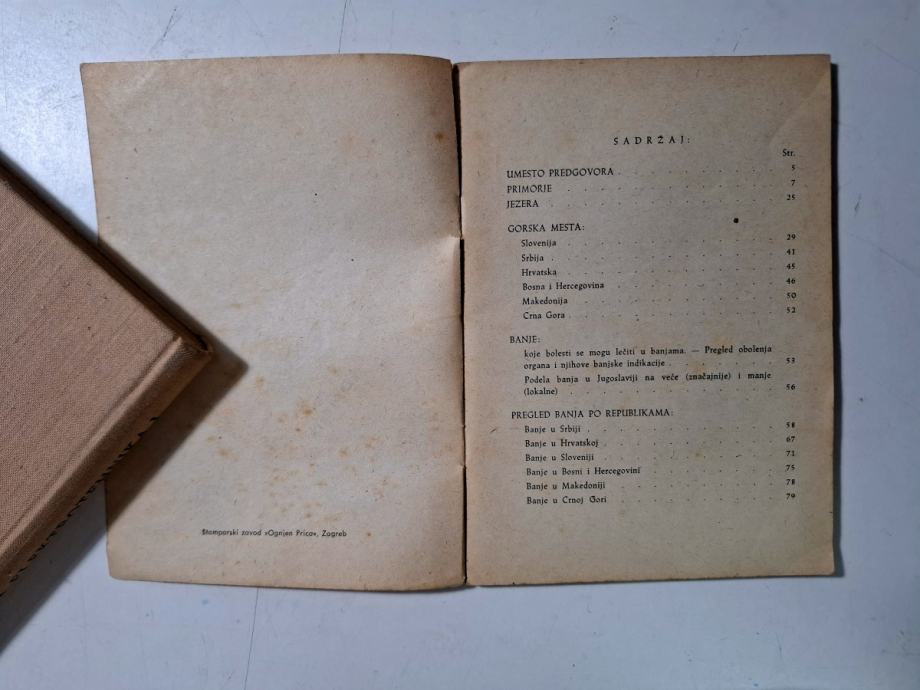 Štamparski zavod »Ognjen Prica«, Zagreb
SADRŽAJ:
Str.
UMESTO PREDGOVORA . . . . . . . . . . 5
PRIMORJE . . . . . . . . . . 7
JEZERA . . . . . . . . . . 25
GORSKA MESTA:
Slovenija . . . . . . . . . . 29
Srbija . . . . . . . . . . 41
Hrvatska . . . . . . . . . . 45
Bosna i Hercegovina . . . . . . . . . . 46
Makedonija . . . . . . . . . . 50
Crna Gora . . . . . . . . . . 52
BANJE:
koje bolesti se mogu lečiti u banjama. — Pregled obolenja
organa i njihove banjske indikacije . . . . . . . . . . 53
Podela banja u Jugoslaviji na veće (značajnije) i manje
(lokalne) . . . . . . . . . . 56
PREGLED BANJA PO REPUBLIKAMA:
Banje u Srbiji . . . . . . . . . . 58
Banje u Hrvatskoj . . . . . . . . . . 67
Banje u Sloveniji . . . . . . . . . . 71
Banje u Bosni i Hercegovini . . . . . . . . . . 75
Banje u Makedoniji . . . . . . . . . . 78
Banje u Crnoj Gori . . . . . . . . . . 79